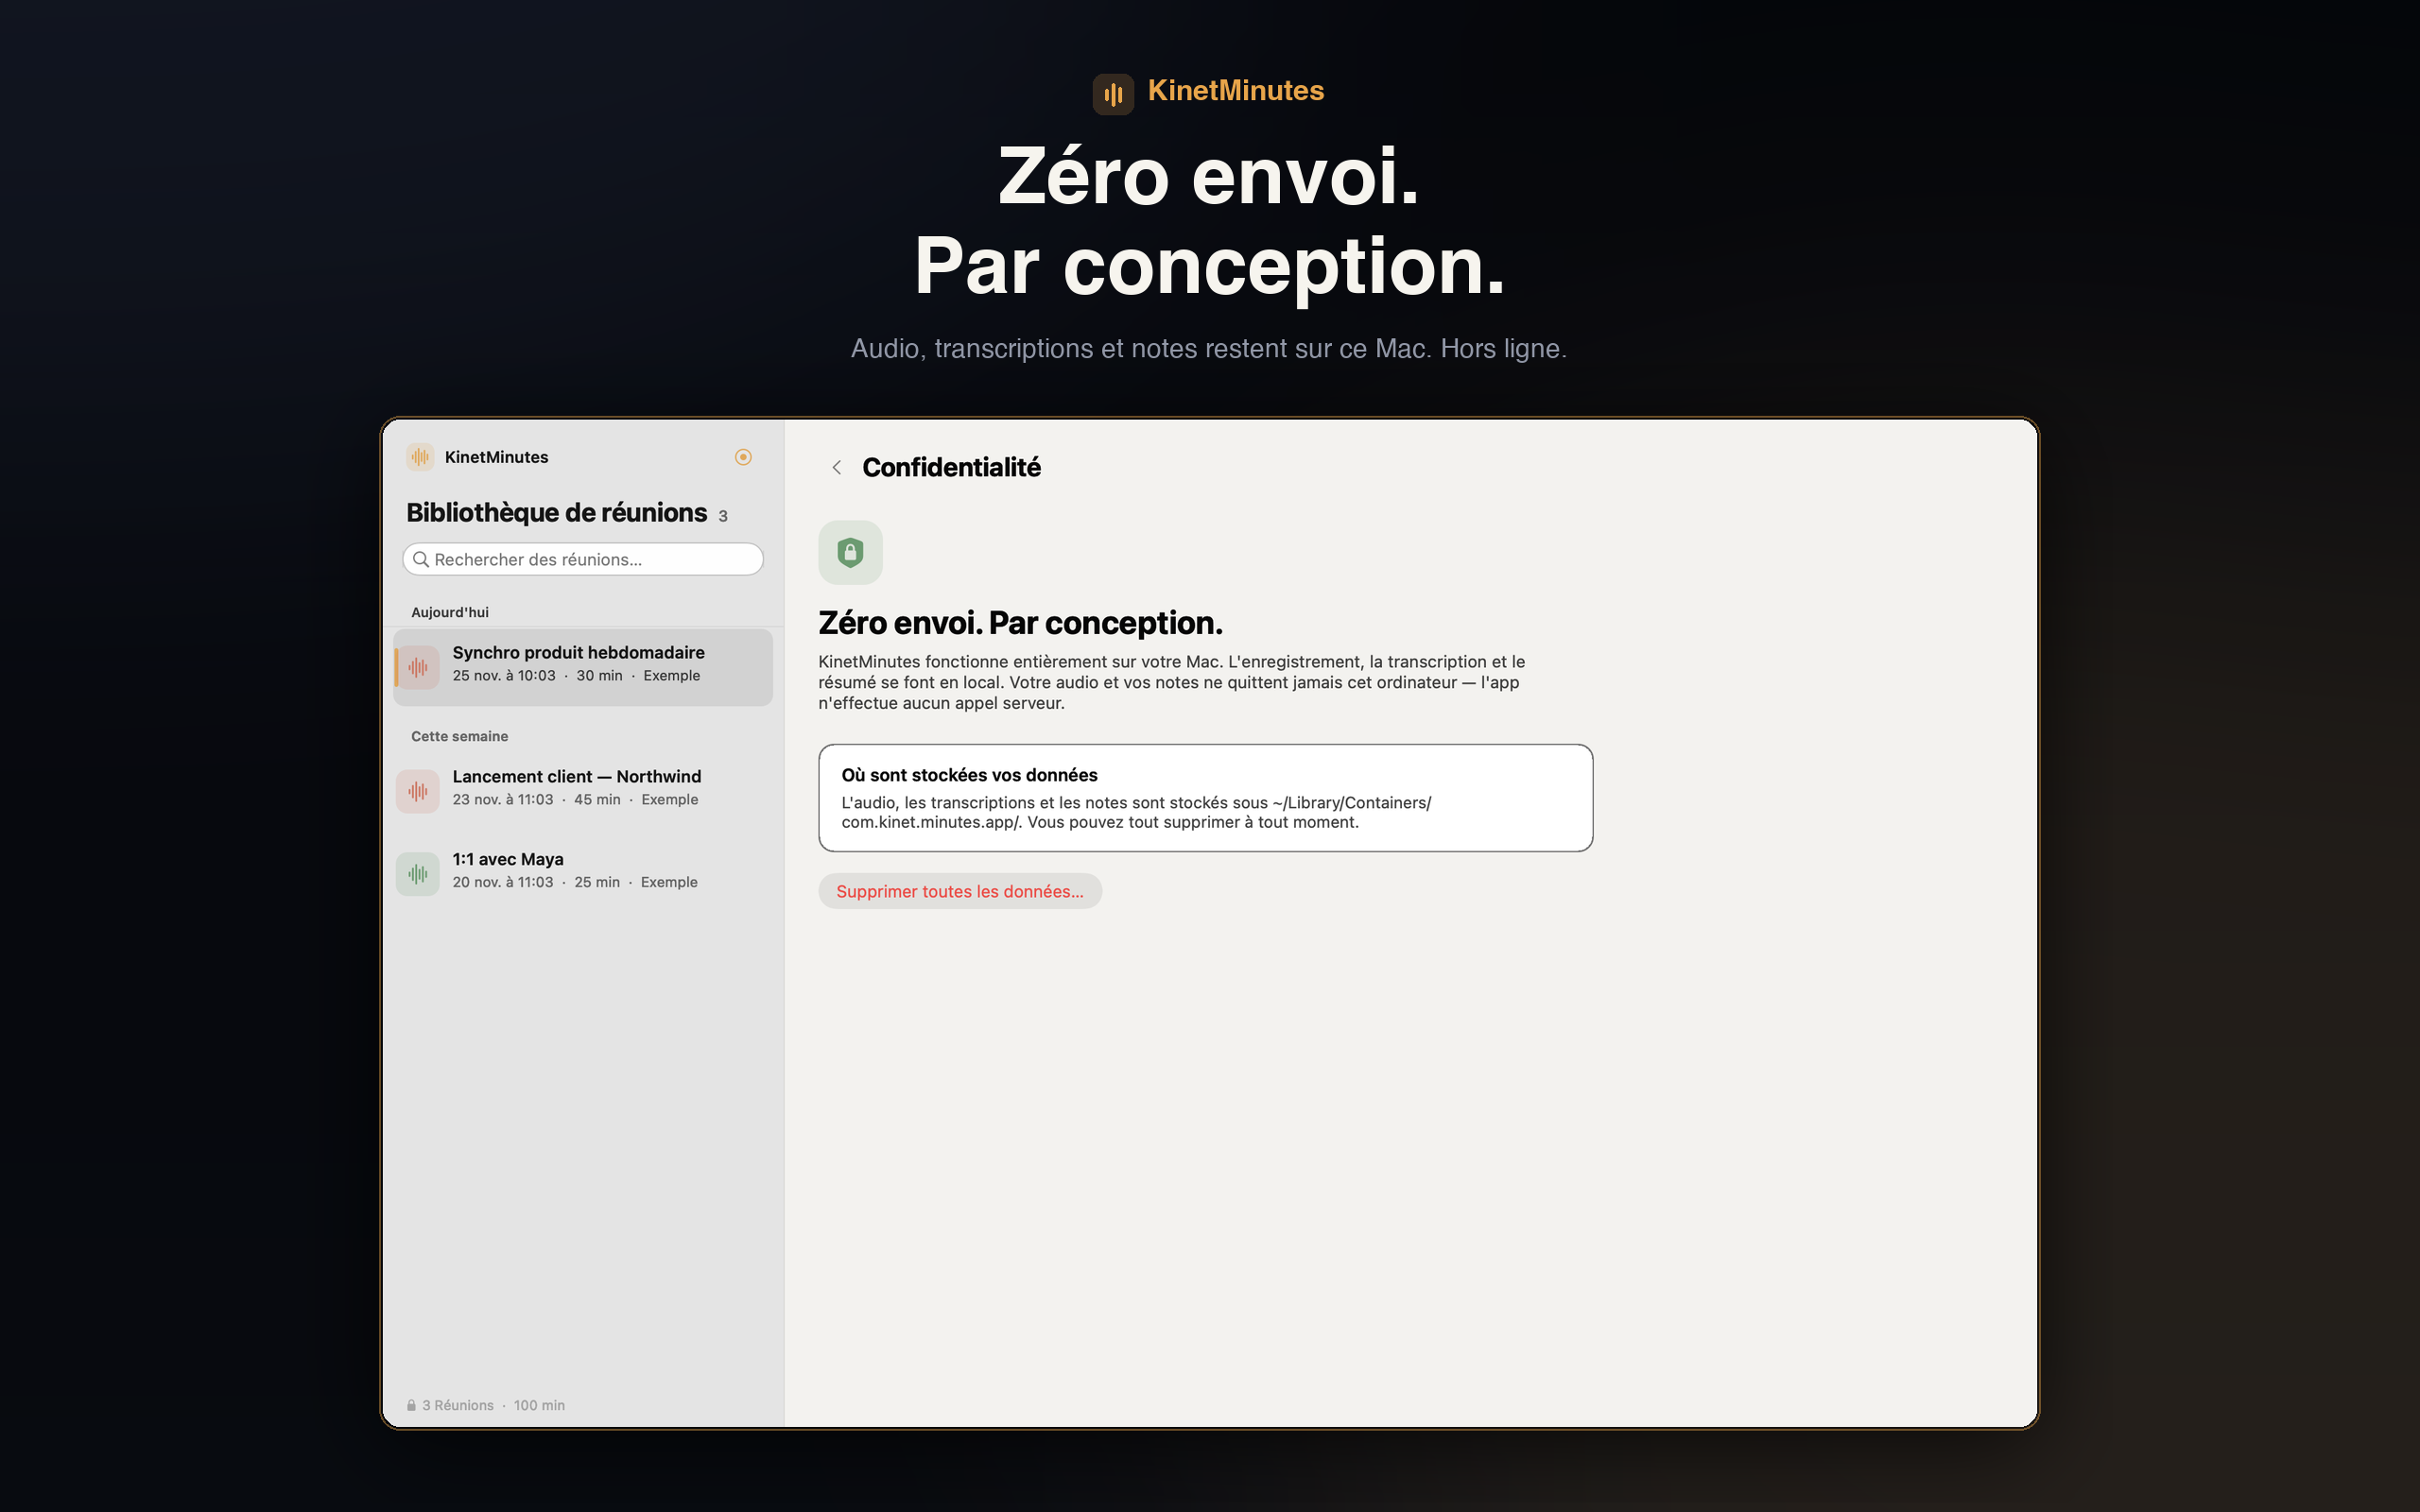 KinetMinutes
Zéro envoi.
Par conception.
Audio, transcriptions et notes restent sur ce Mac. Hors ligne.
KinetMinutes
Bibliothèque de réunions 3
Rechercher des réunions...
Aujourd'hui
Synchro produit hebdomadaire
25 nov. à 10:03 · 30 min · Exemple
Cette semaine
Lancement client — Northwind
23 nov. à 11:03 · 45 min · Exemple
1:1 avec Maya
20 nov. à 11:03 · 25 min · Exemple
3 Réunions · 100 min
Confidentialité
Zéro envoi. Par conception.
KinetMinutes fonctionne entièrement sur votre Mac. L'enregistrement, la transcription et le
résumé se font en local. Votre audio et vos notes ne quittent jamais cet ordinateur — l'app
n'effectue aucun appel serveur.
Où sont stockées vos données
L'audio, les transcriptions et les notes sont stockés sous ~/Library/Containers/
com.kinet.minutes.app/. Vous pouvez tout supprimer à tout moment.
Supprimer toutes les données...